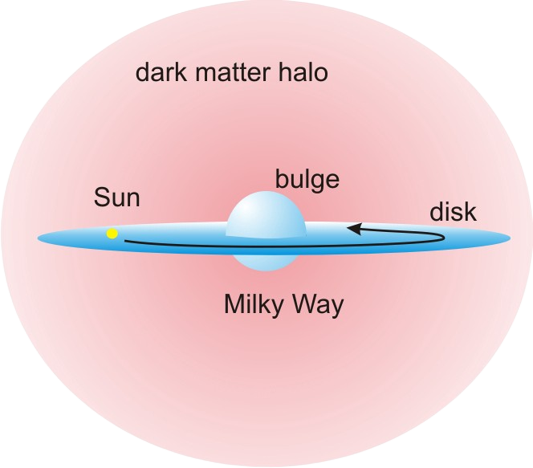 dark matter halo
bulge
Sun
disk
Milky Way